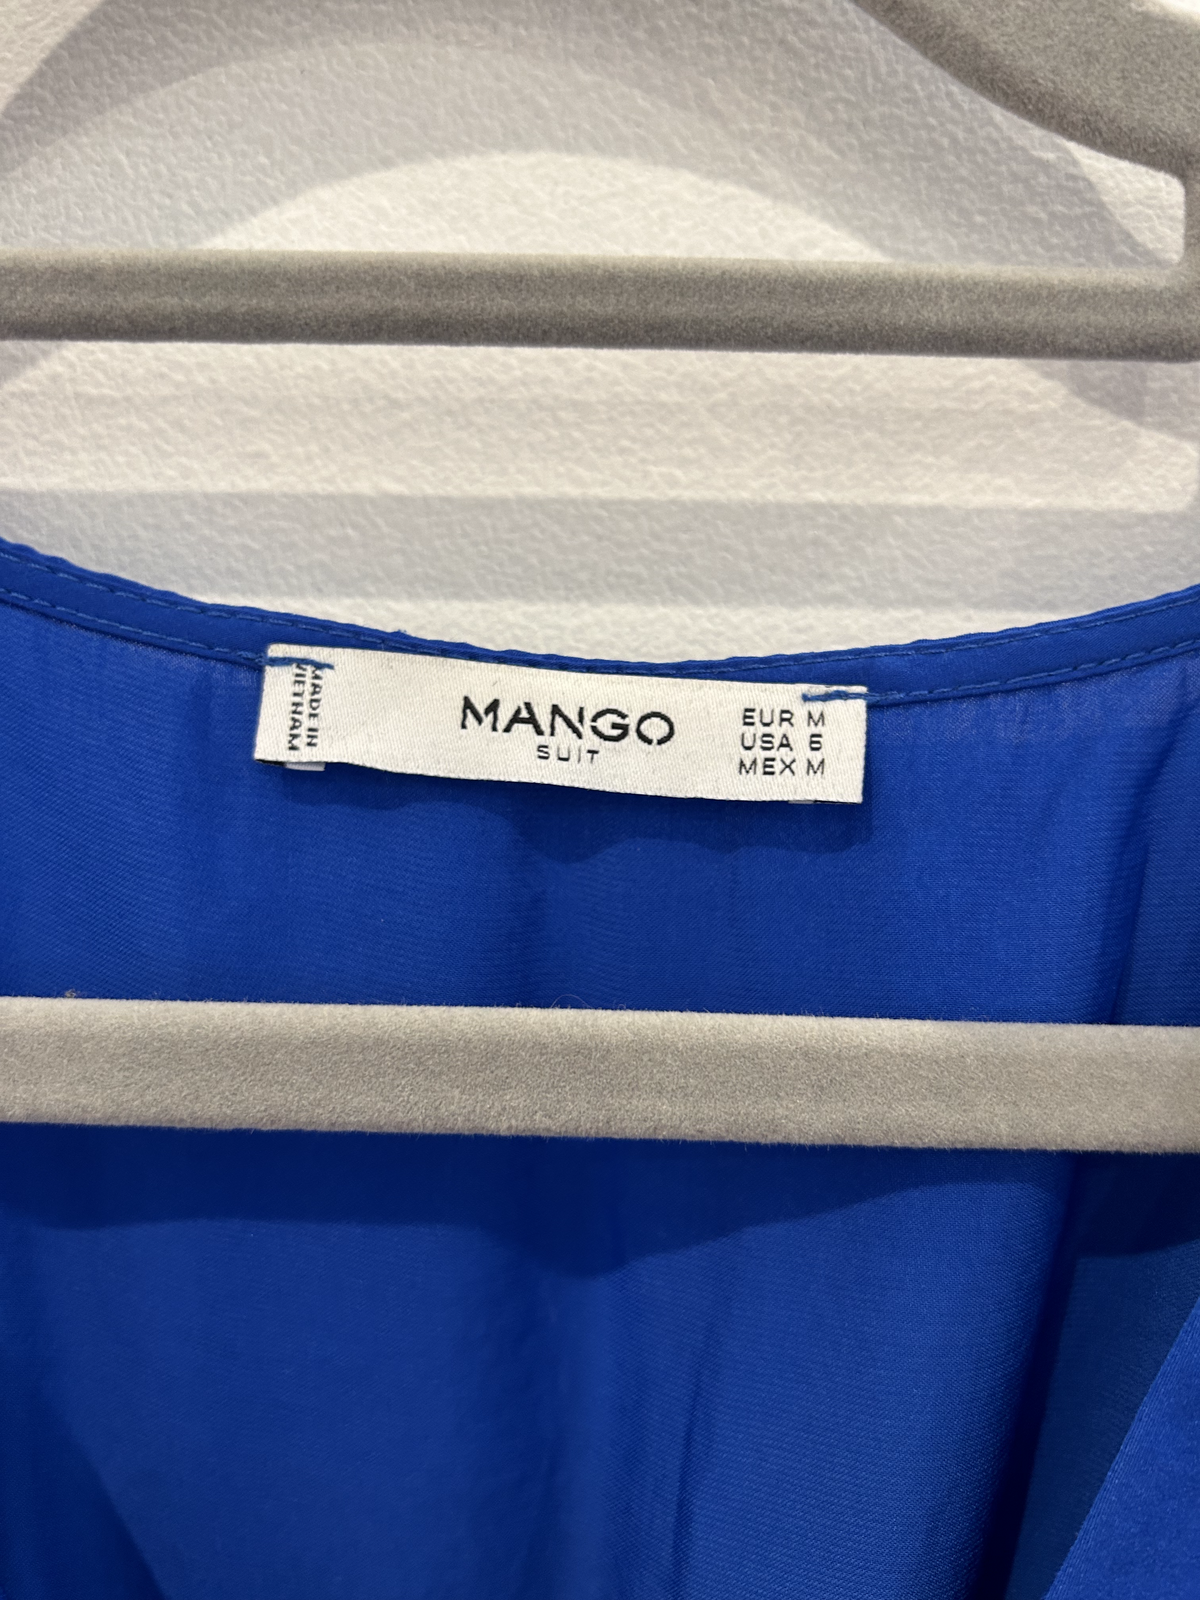 MADE IN
VIETNAM
MANGO
SUIT
EUR M
USA 6
MEX M